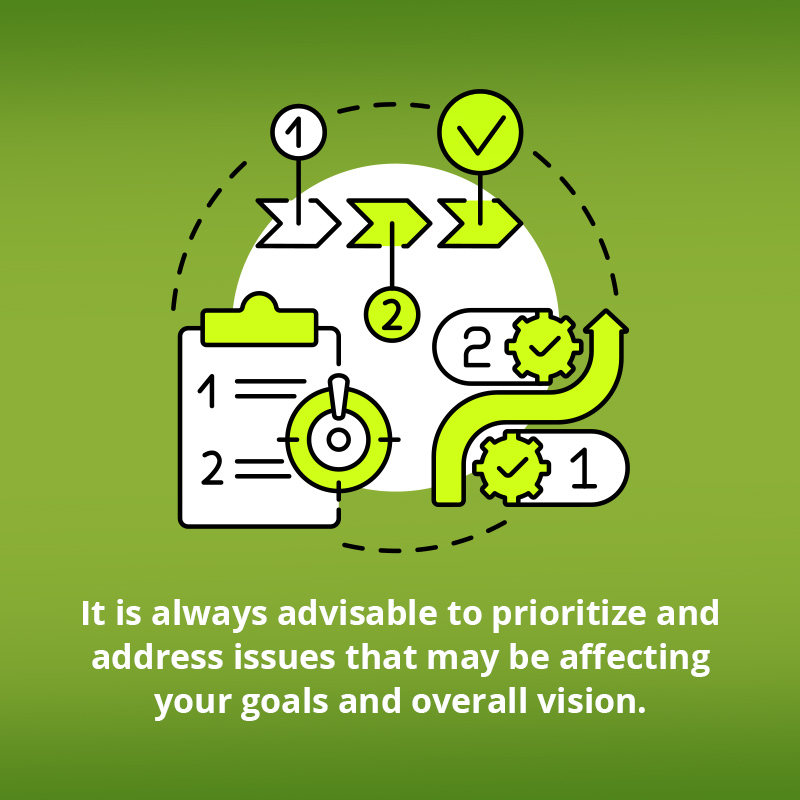 1
2
2
1
2
1
It is always advisable to prioritize and
address issues that may be affecting
your goals and overall vision.